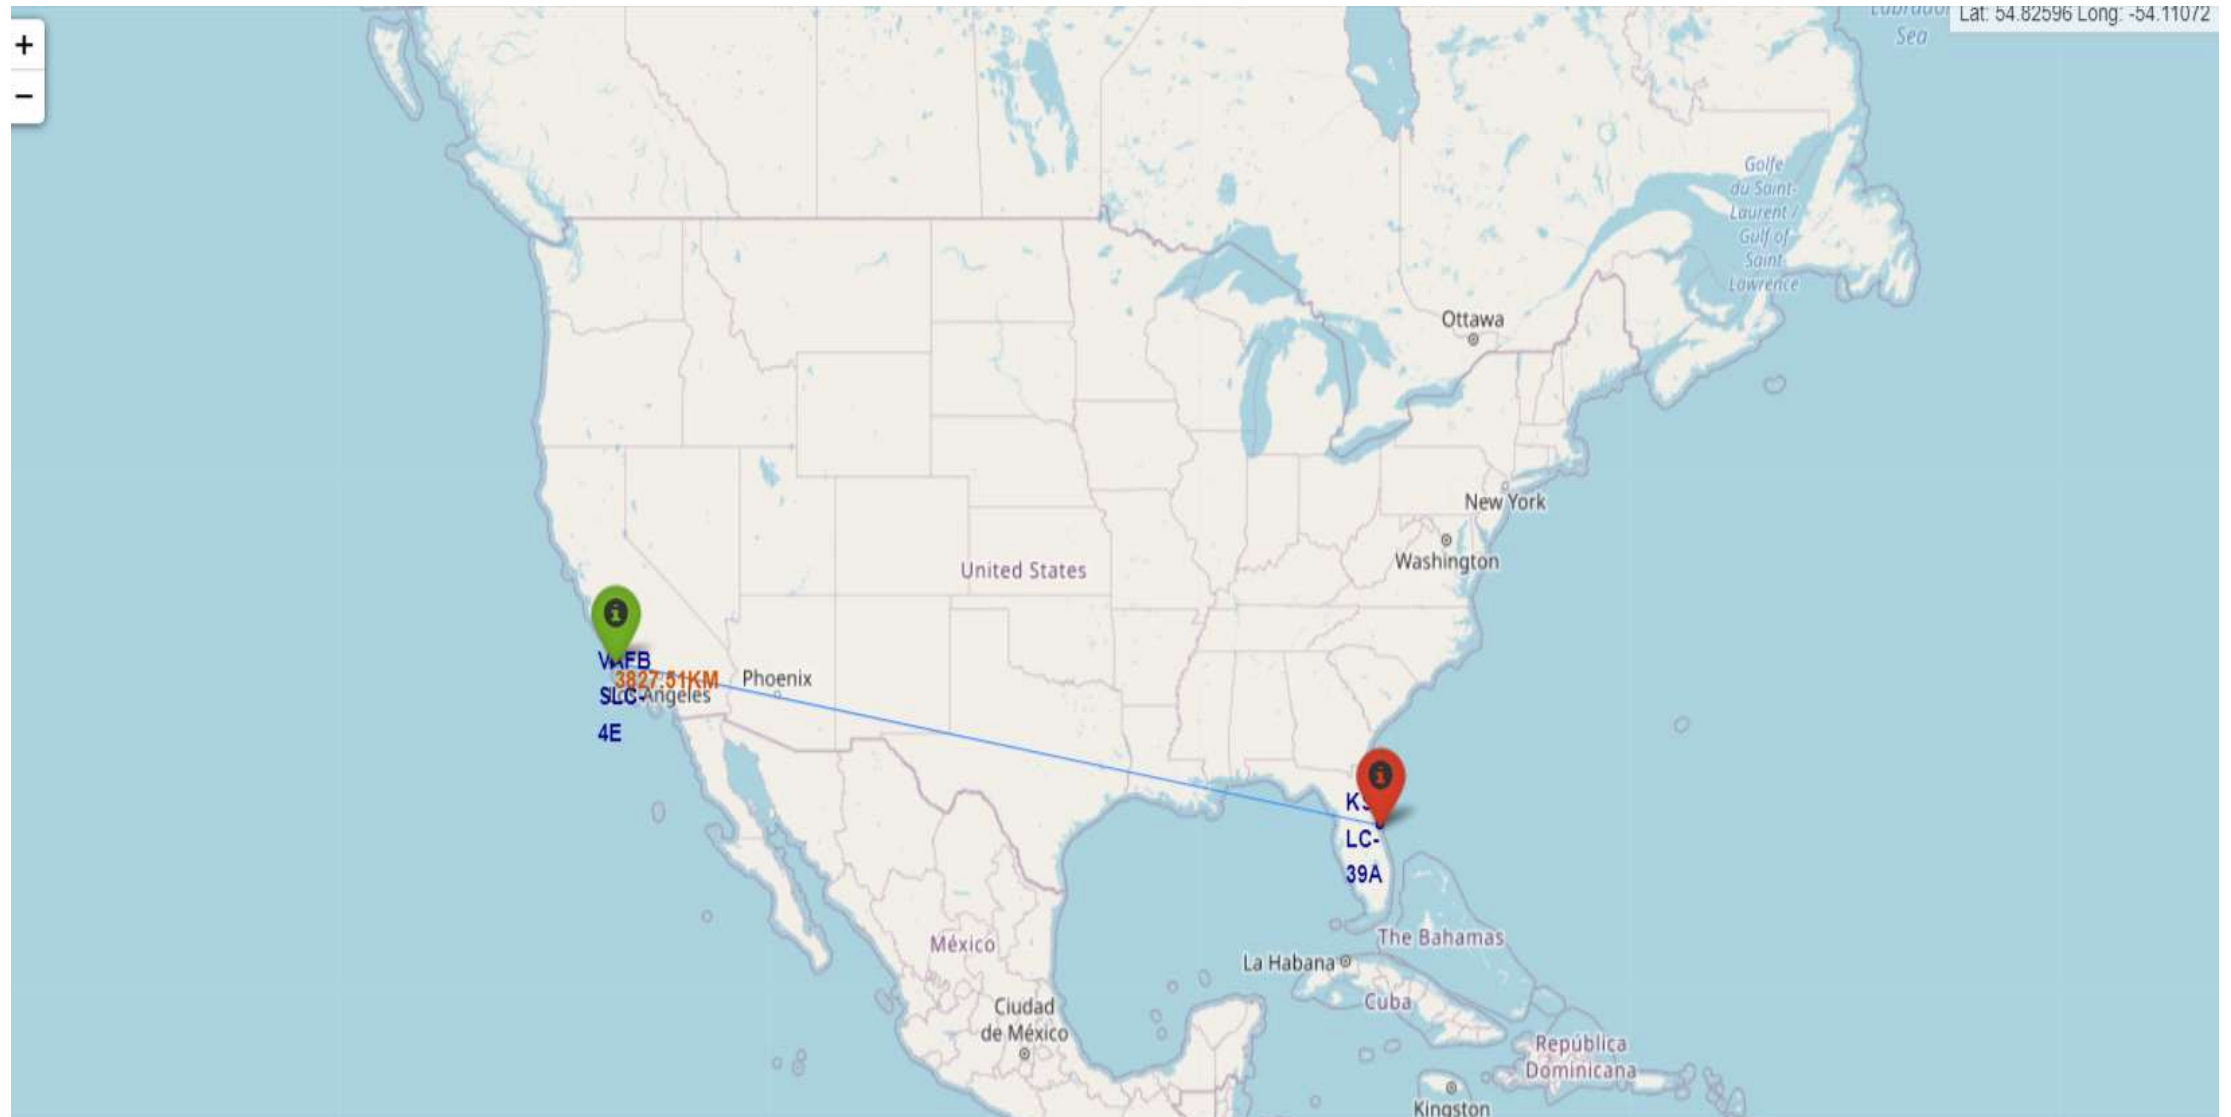 +
−
Lat: 54.82596 Long: -54.11072
Labrador
Sea
Golfe
du Saint-
Laurent /
Gulf of
Saint
Lawrence
Ottawa
New York
Washington
United States
VAFB
3827.51KM
Phoenix
SLC-
Angeles
4E
LC-
39A
México
The Bahamas
La Habana
Cuba
Ciudad
de México
República
Dominicana
Kingston